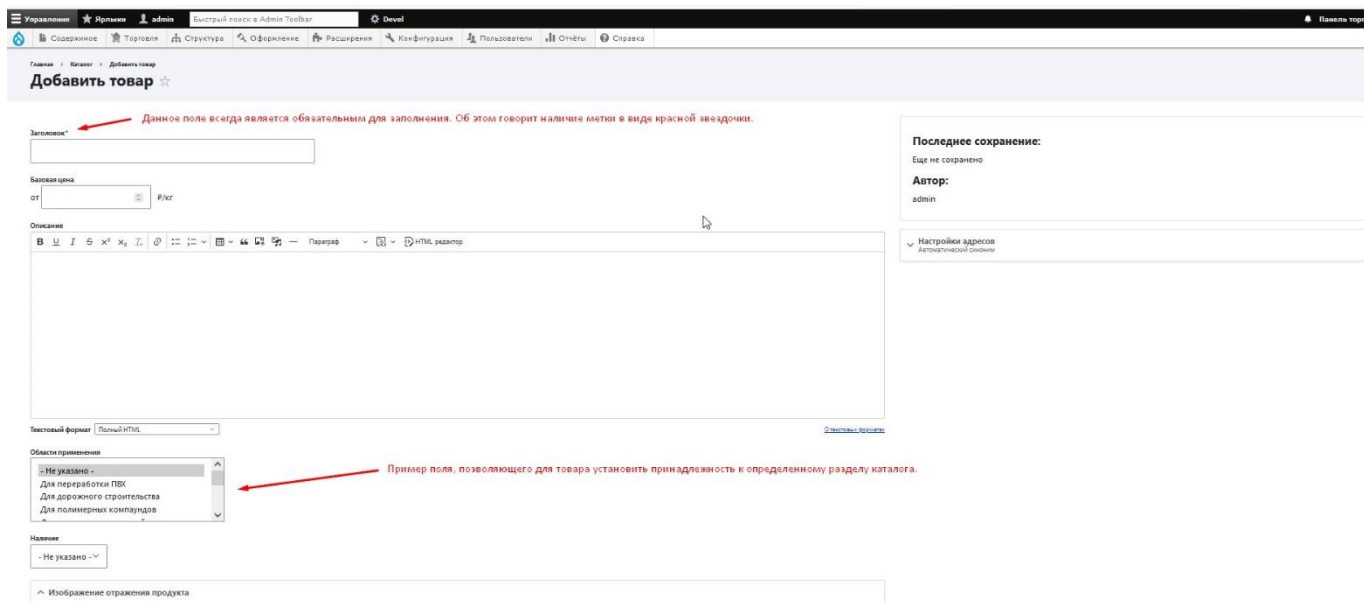 Управление Ярлыки admin Быстрый поиск в Admin Toolbar Devel Панель торг
Содержимое Торговля Структура Оформление Расширения Конфигурация Пользователи Отчёты Справка
Главная > Каталог > Добавить товар
Добавить товар
Данное поле всегда является обязательным для заполнения. Об этом говорит наличие метки в виде красной звездочки.
Заголовок*
Базовая цена
от ₽/кг
Описание
Параграф HTML редактор
Текстовый формат Полный HTML О текстовых форматах
Области применения
- Не указано -
Для переработки ПВХ
Для дорожного строительства
Для полимерных компаундов
Пример поля, позволяющего для товара установить принадлежность к определенному разделу каталога.
Наличие
- Не указано -
Изображение отражения продукта
Последнее сохранение:
Еще не сохранено
Автор:
admin
Настройки адресов
Автоматический синоним